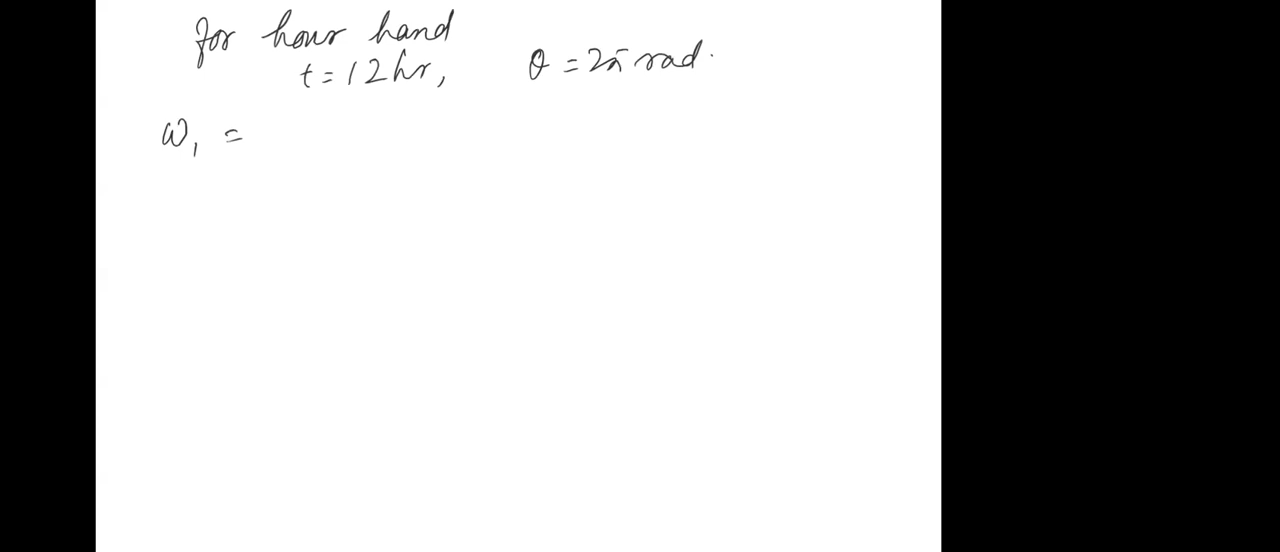 for hour hand
t = 12 hr, θ = 2π rad.
ω₁ =